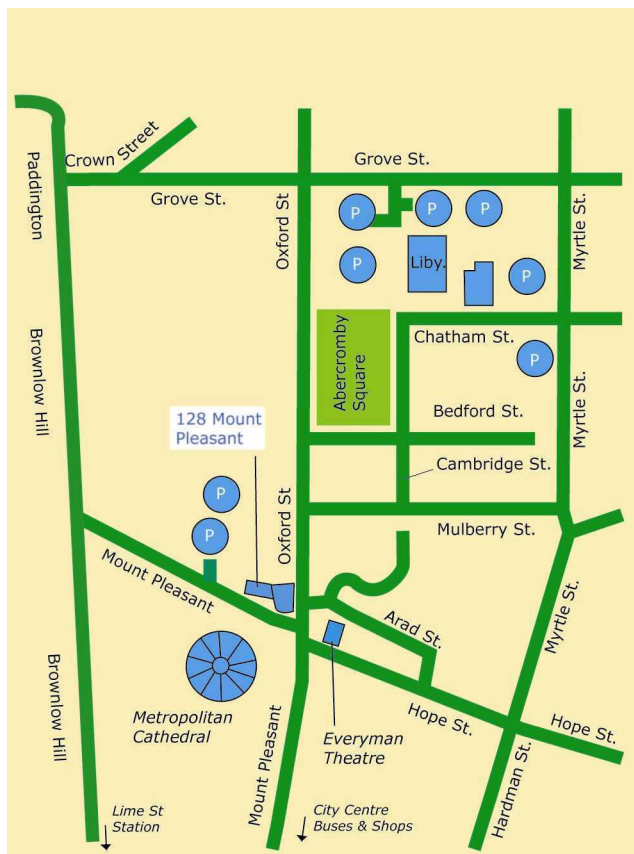 Crown Street
Grove St.
Grove St.
Paddington
Oxford St
P
P
P
Myrtle St.
P
Liby.
P
Chatham St.
Abercromby
Square
P
Brownlow Hill
Myrtle St.
128 Mount
Pleasant
Bedford St.
Cambridge St.
P
Oxford St
Mulberry St.
P
Mount Pleasant
Arad St.
Myrtle St.
Brownlow Hill
Metropolitan
Cathedral
Everyman
Theatre
Hope St.
Hope St.
Mount Pleasant
Hardman St.
Lime St
Station
City Centre
Buses & Shops